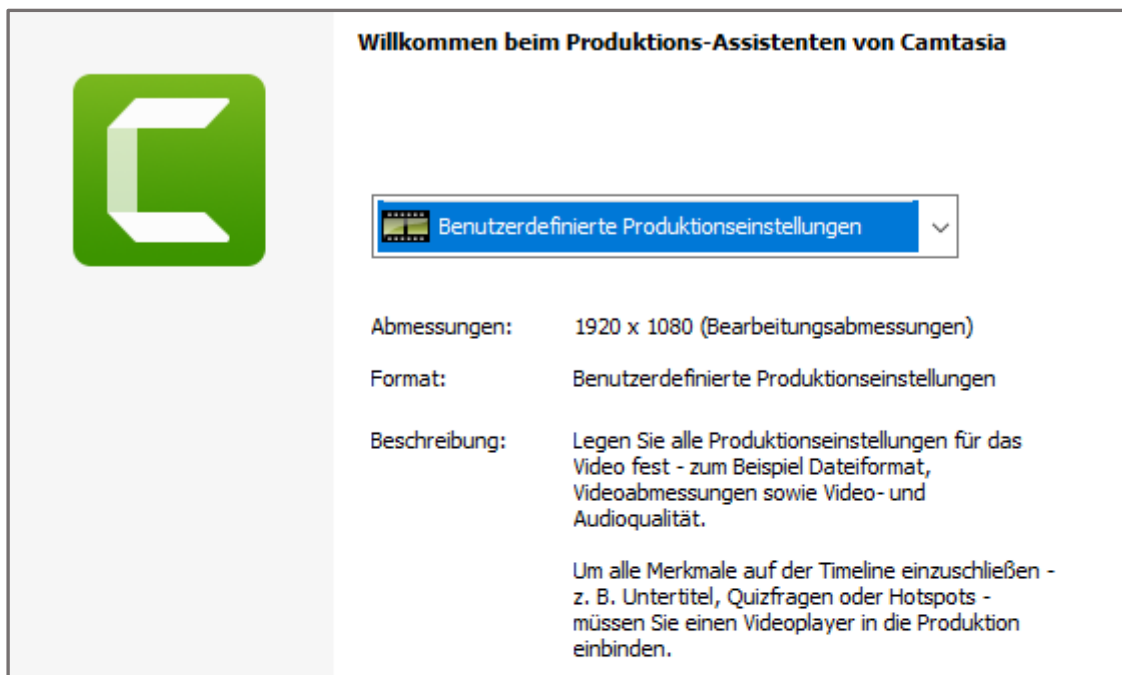 Willkommen beim Produktions-Assistenten von Camtasia
Benutzerdefinierte Produktionseinstellungen
Abmessungen: 1920 x 1080 (Bearbeitungsabmessungen)
Format: Benutzerdefinierte Produktionseinstellungen
Beschreibung: Legen Sie alle Produktionseinstellungen für das
Video fest - zum Beispiel Dateiformat,
Videoabmessungen sowie Video- und
Audioqualität.
Um alle Merkmale auf der Timeline einzuschließen -
z. B. Untertitel, Quizfragen oder Hotspots -
müssen Sie einen Videoplayer in die Produktion
einbinden.